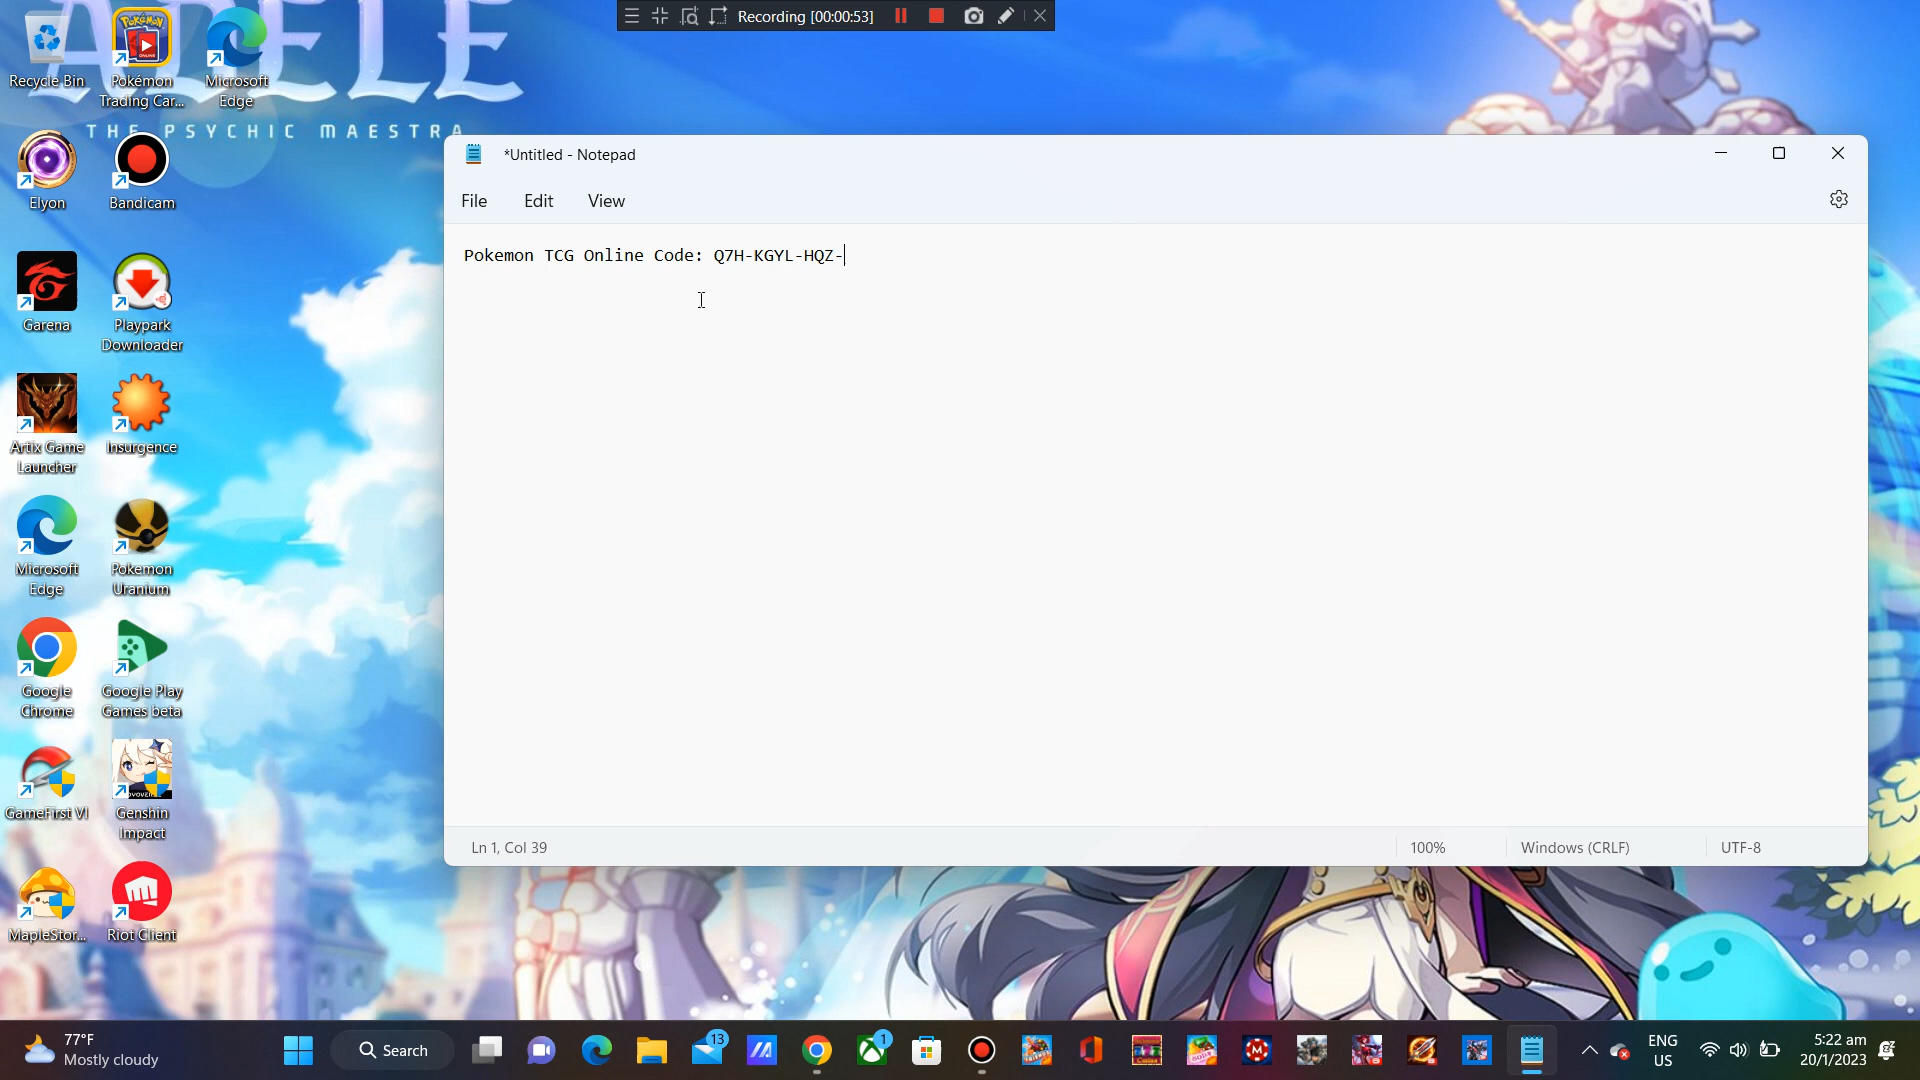 Recording [00:00:53]
ADELE
THE PSYCHIC MAESTRA
Recycle Bin
Pokémon
Trading Car...
Microsoft
Edge
Elyon
Bandicam
Garena
Playpark
Downloader
Artix Game
Launcher
Insurgence
Microsoft
Edge
Pokemon
Uranium
Google
Chrome
Google Play
Games beta
GameFirst VI
Genshin
Impact
MapleStor...
Riot Client
*Untitled - Notepad
File
Edit
View
Pokemon TCG Online Code: Q7H-KGYL-HQZ-
Ln 1, Col 39
100%
Windows (CRLF)
UTF-8
77°F
Mostly cloudy
Search
13
1
ENG
US
5:22 am
20/1/2023